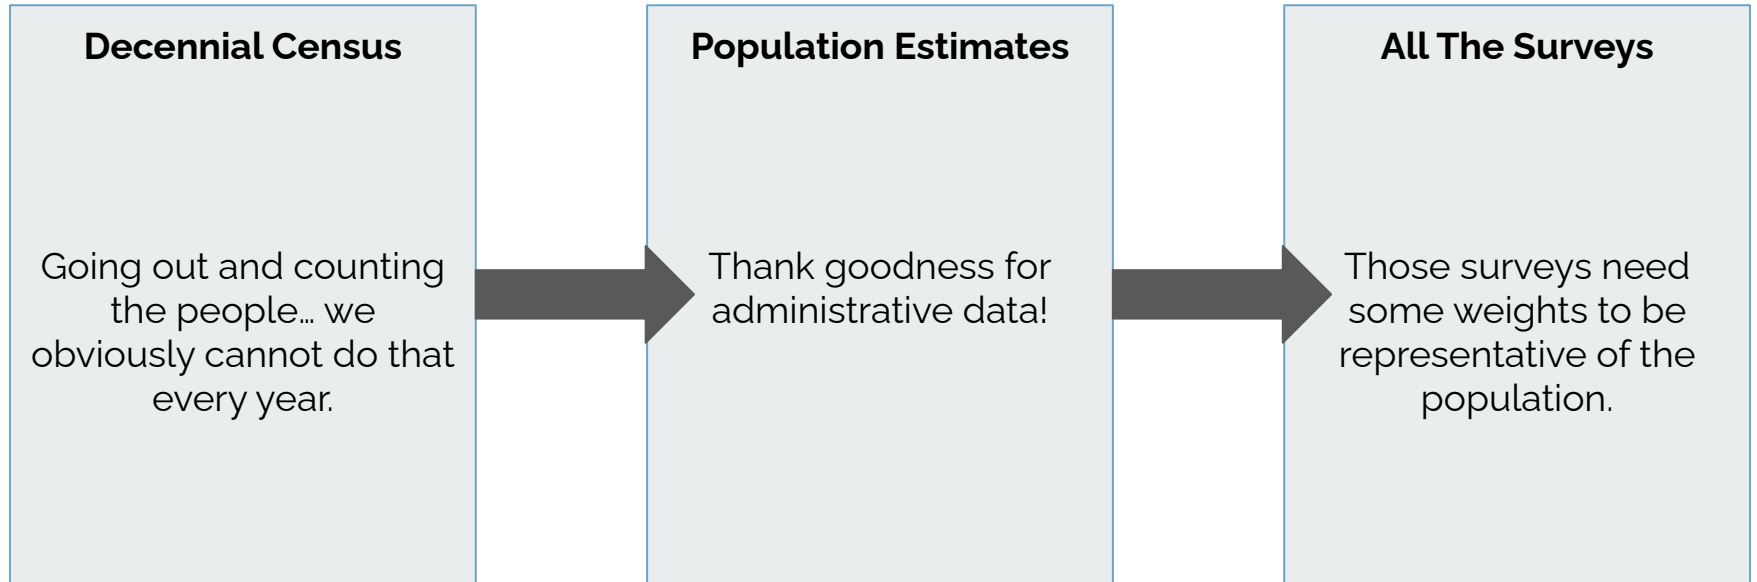 Decennial Census
Going out and counting
the people… we
obviously cannot do that
every year.
Population Estimates
Thank goodness for
administrative data!
All The Surveys
Those surveys need
some weights to be
representative of the
population.